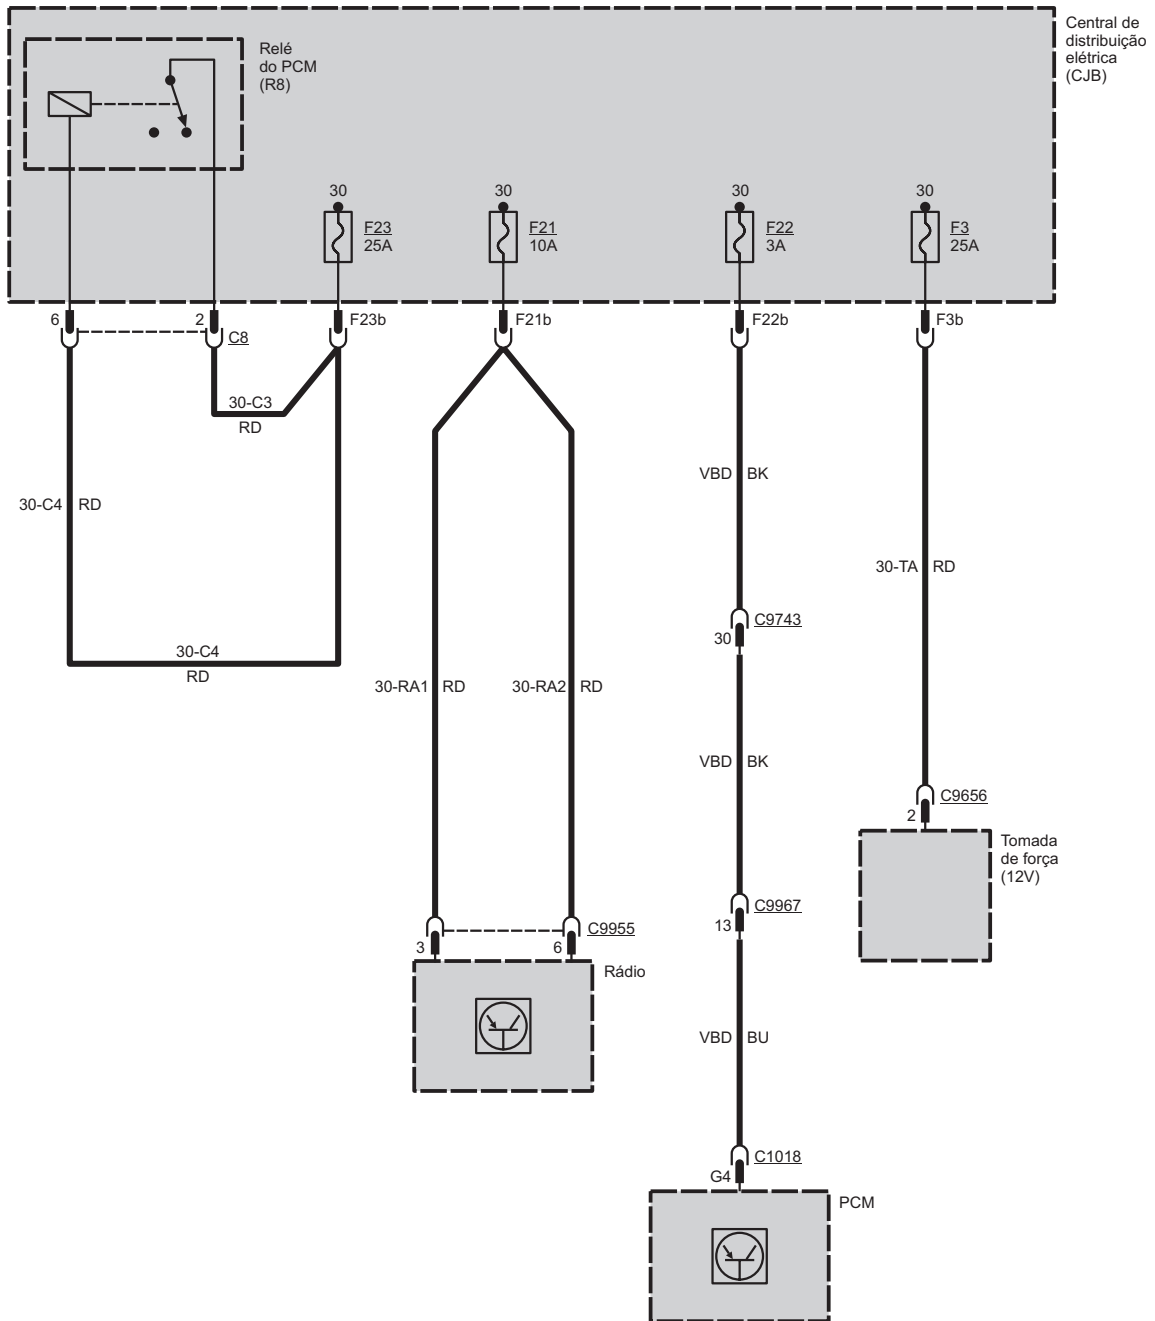 Central de
distribuição
elétrica
(CJB)
Relé
do PCM
(R8)
30
30
30
30
F23
25A
F21
10A
F22
3A
F3
25A
6
2
C8
F23b
F21b
F22b
F3b
30-C3
RD
VBD
BK
30-C4
RD
30-TA
RD
C9743
30
30-C4
RD
30-RA1
RD
30-RA2
RD
VBD
BK
C9656
2
Tomada
de força
(12V)
C9967
13
C9955
3
6
Rádio
VBD
BU
C1018
G4
PCM